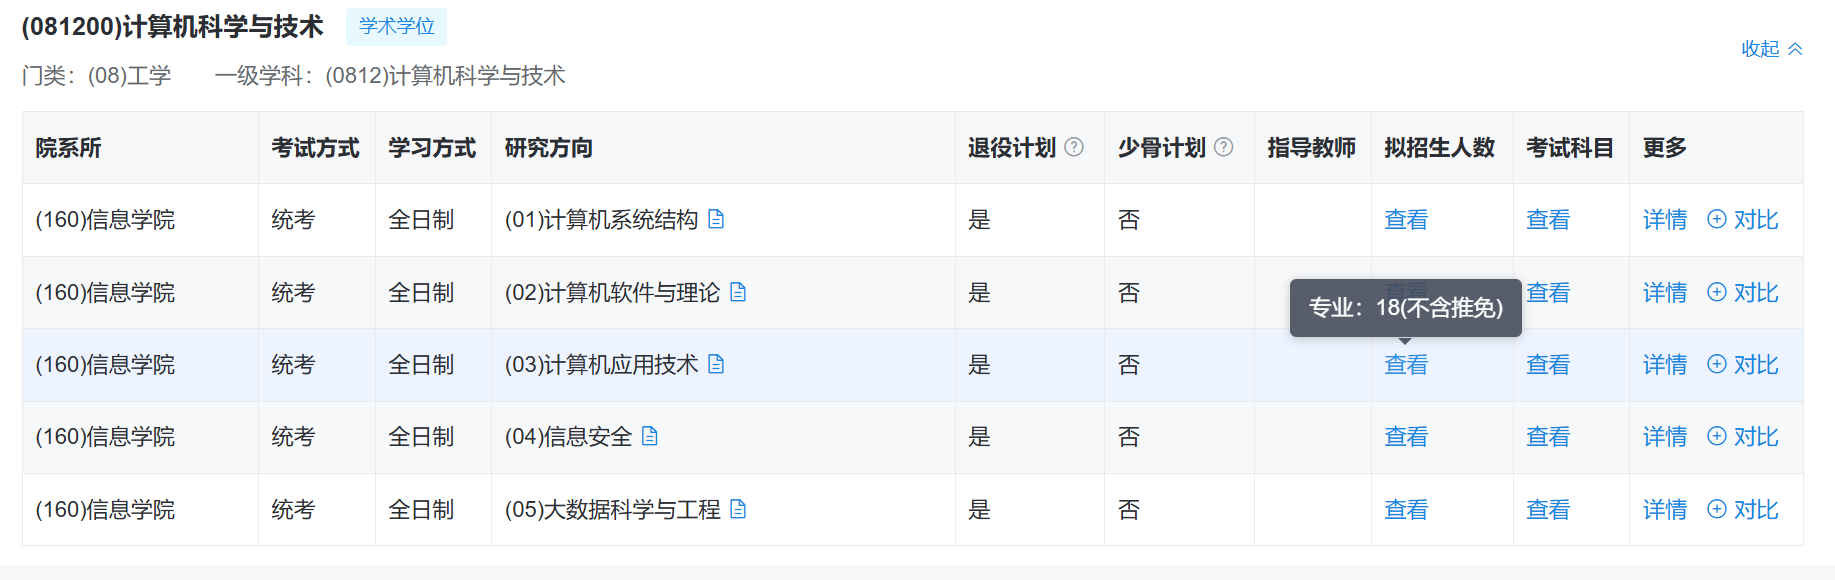 (081200)计算机科学与技术 学术学位
收起
门类：(08)工学 一级学科：(0812)计算机科学与技术
院系所 考试方式 学习方式 研究方向 退役计划 少骨计划 指导教师 拟招生人数 考试科目 更多
(160)信息学院 统考 全日制 (01)计算机系统结构 是 否 查看 查看 详情 对比
(160)信息学院 统考 全日制 (02)计算机软件与理论 是 否 查看 详情 对比
专业：18(不含推免)
(160)信息学院 统考 全日制 (03)计算机应用技术 是 否 查看 查看 详情 对比
(160)信息学院 统考 全日制 (04)信息安全 是 否 查看 查看 详情 对比
(160)信息学院 统考 全日制 (05)大数据科学与工程 是 否 查看 查看 详情 对比